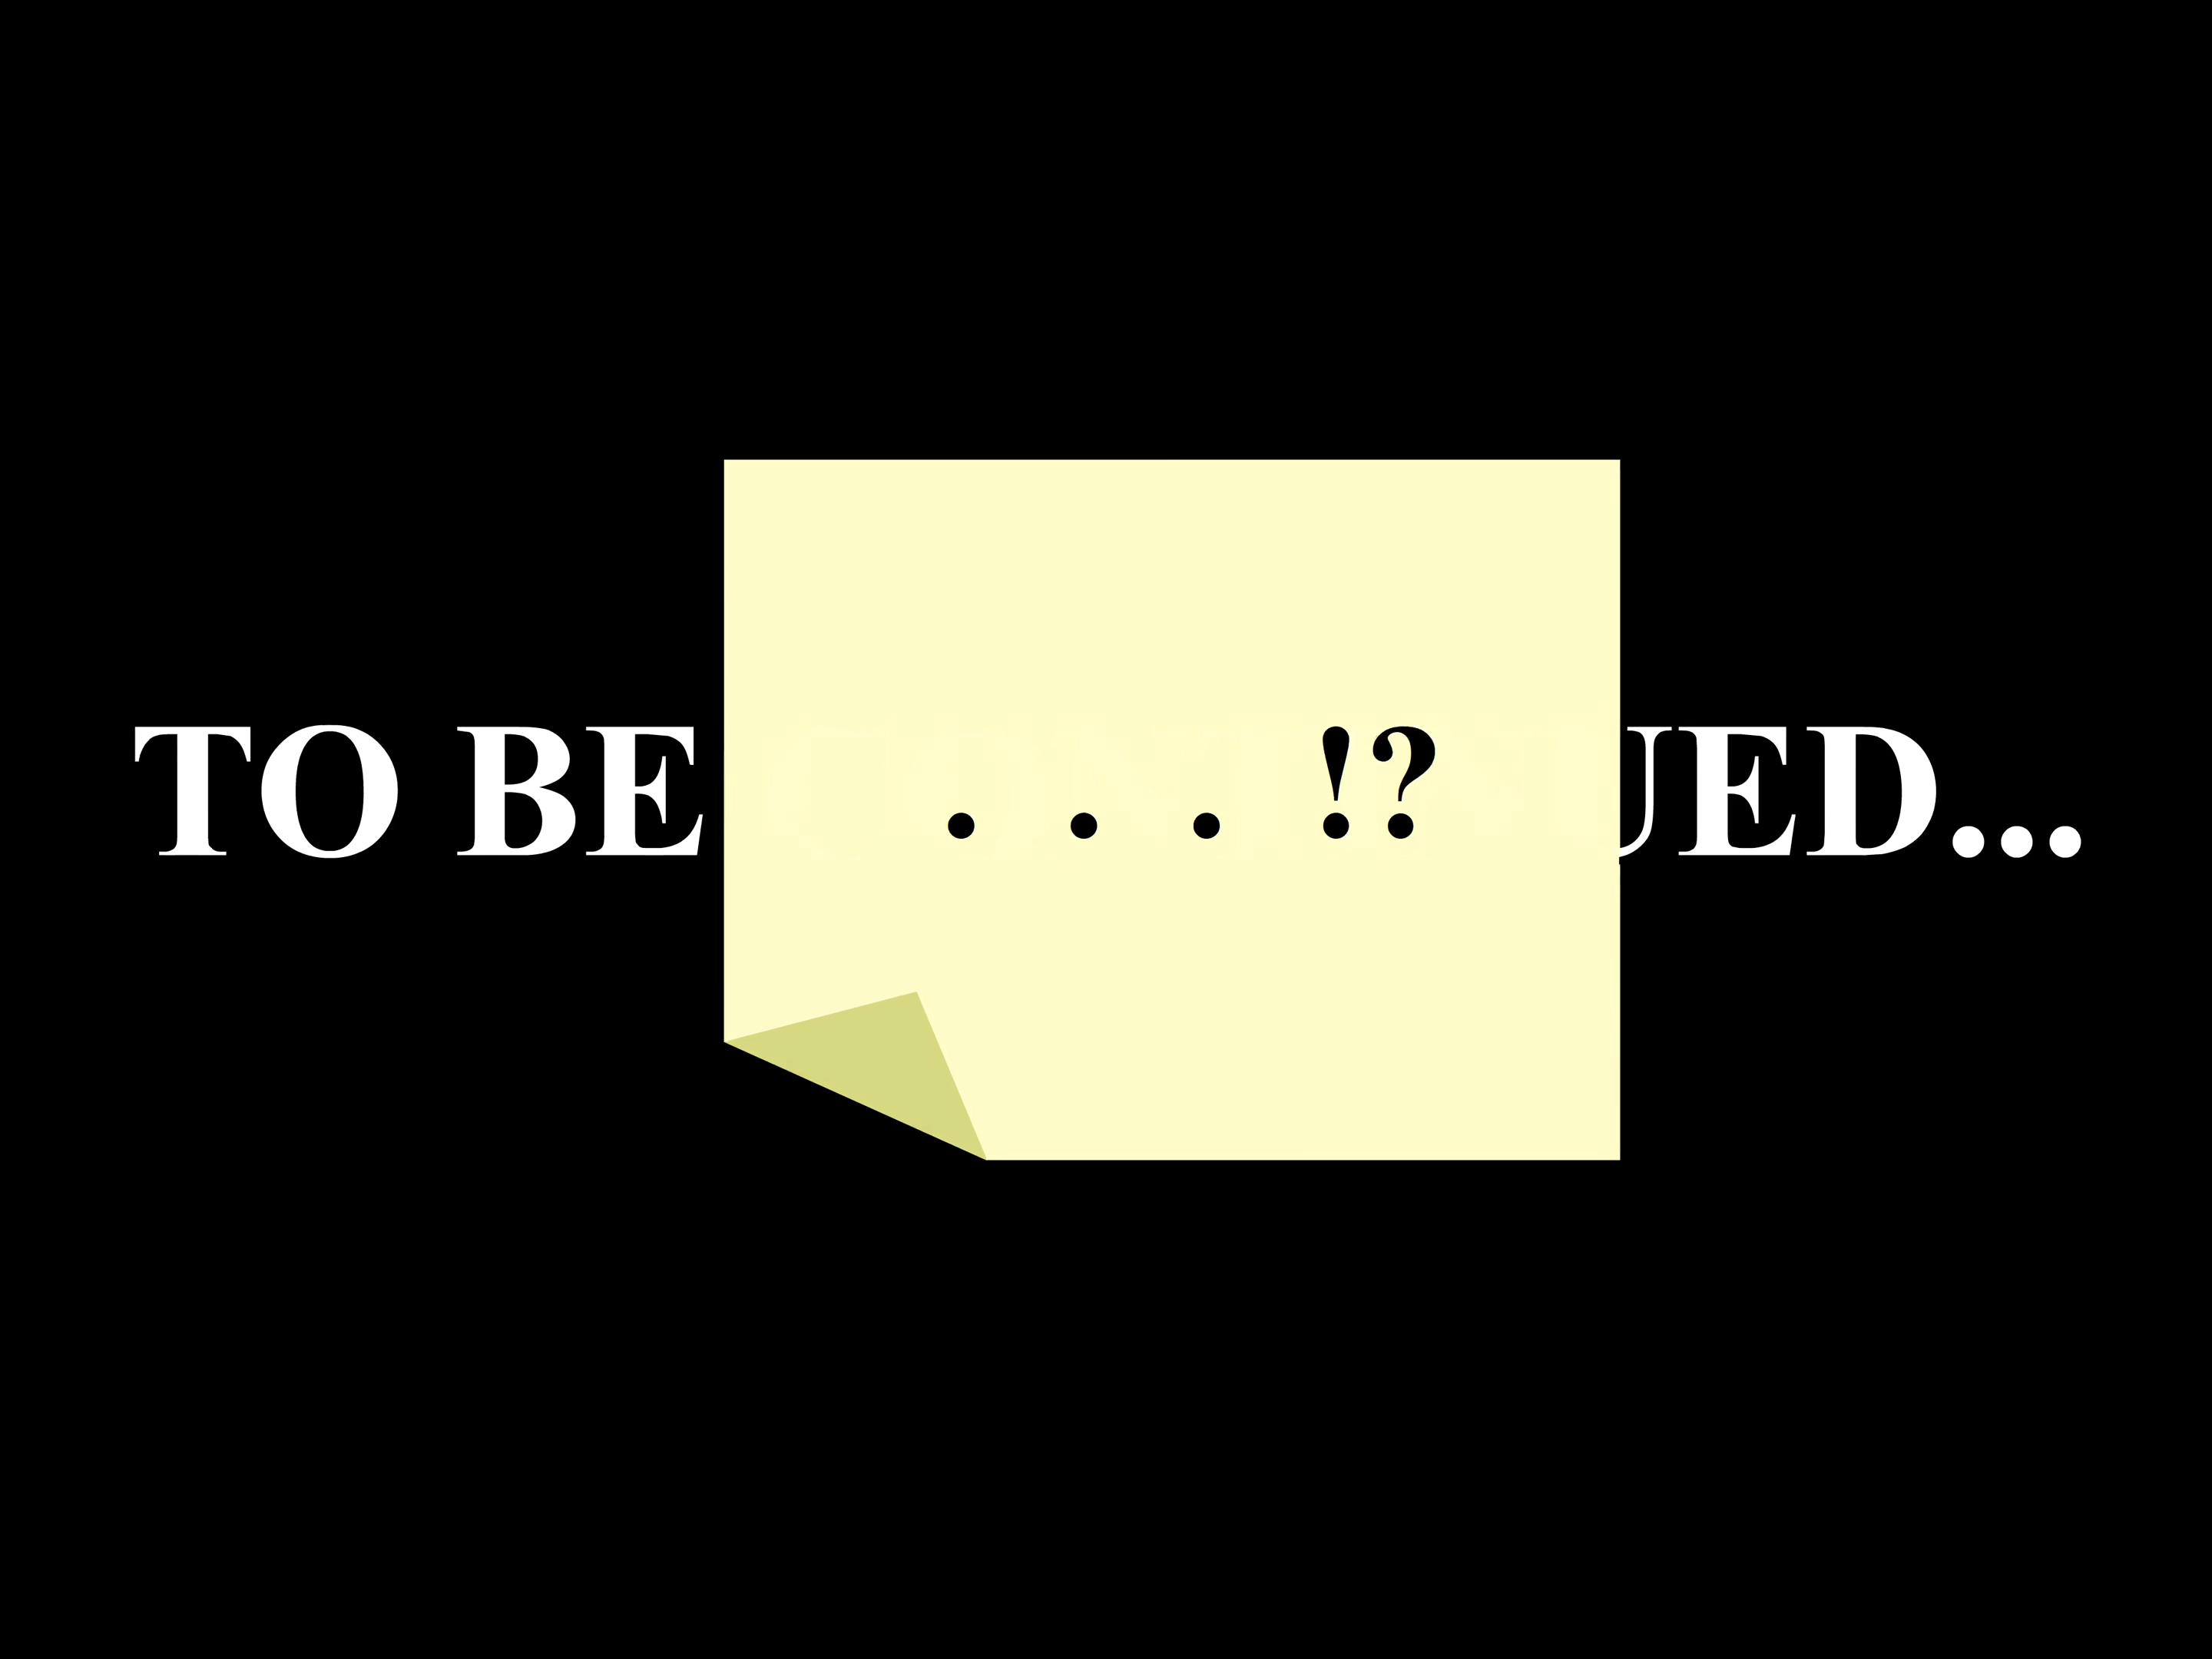 TO BE . . . !? UED...